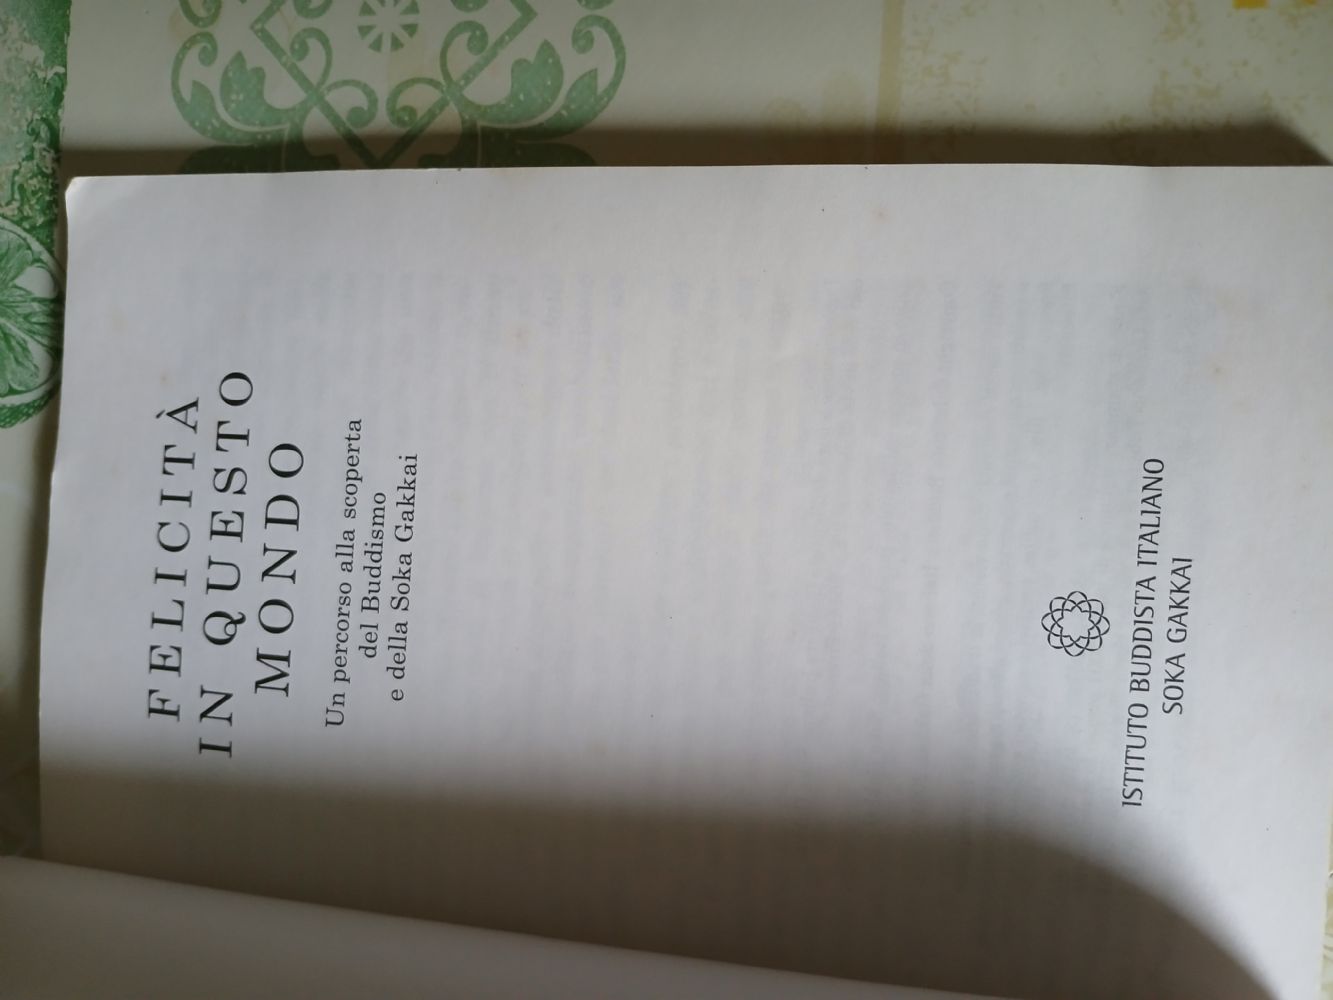 FELICITÀ
IN QUESTO
MONDO
Un percorso alla scoperta
del Buddismo
e della Soka Gakkai
ISTITUTO BUDDISTA ITALIANO
SOKA GAKKAI